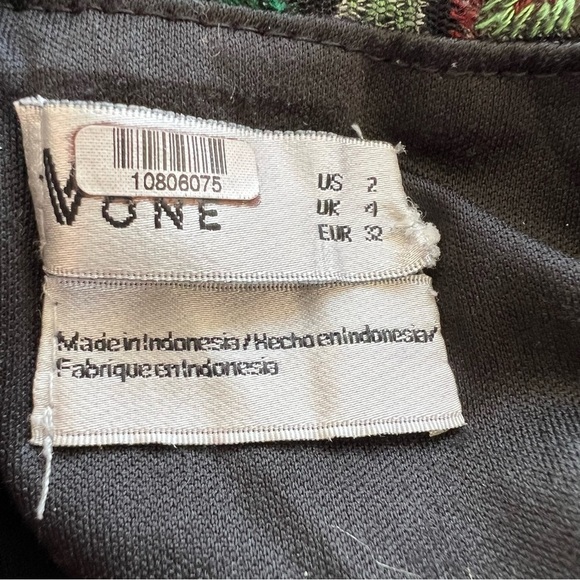 10806075
VONE
US 2
UK 4
EUR 32
Made in Indonesia / Hecho en Indonesia/
Fabrique en Indonesia